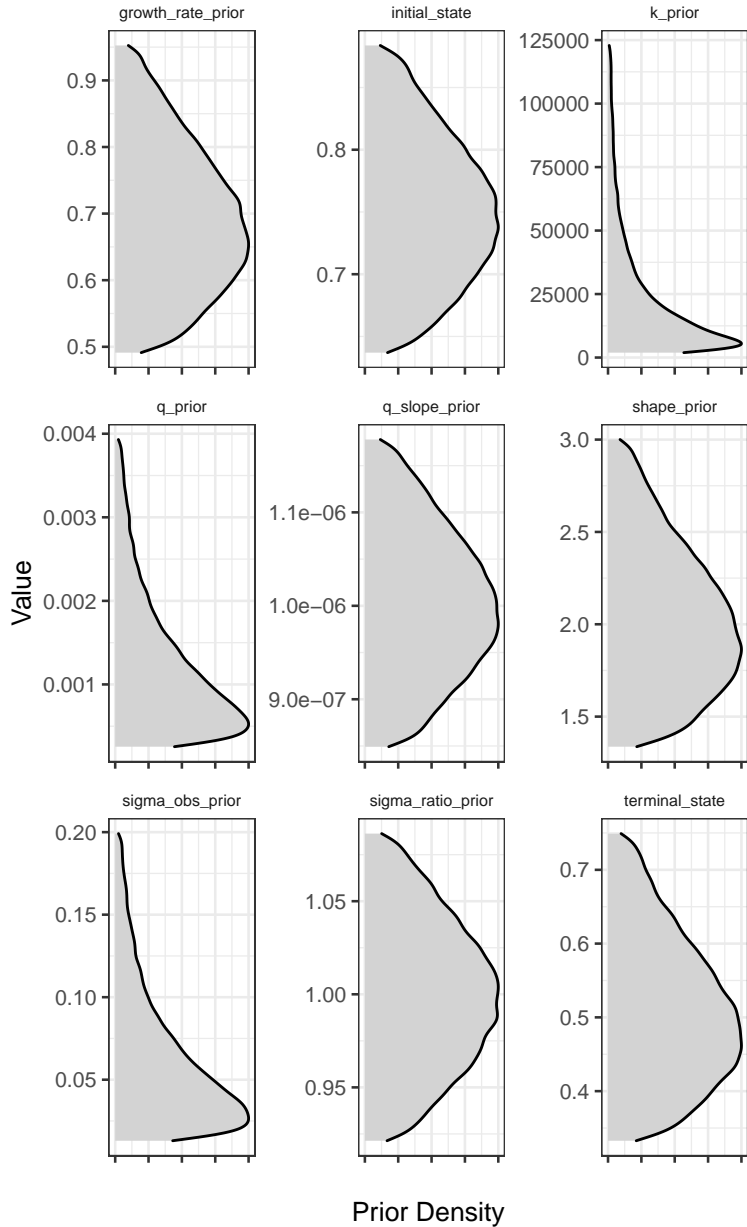 growth_rate_prior
initial_state
k_prior
0.9
0.8
0.7
0.6
0.5
0.8
0.7
125000
100000
75000
50000
25000
0
q_prior
q_slope_prior
shape_prior
Value
0.004
0.003
0.002
0.001
1.1e−06
1.0e−06
9.0e−07
3.0
2.5
2.0
1.5
sigma_obs_prior
sigma_ratio_prior
terminal_state
0.20
0.15
0.10
0.05
1.05
1.00
0.95
0.7
0.6
0.5
0.4
Prior Density